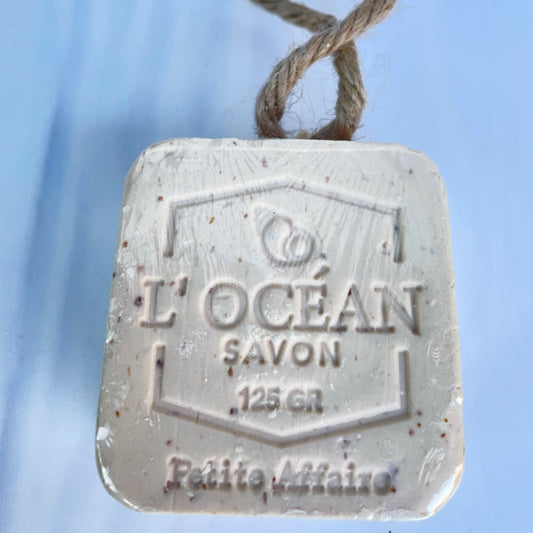 L' OCÉAN
SAVON
125 GR
Petite Affaire